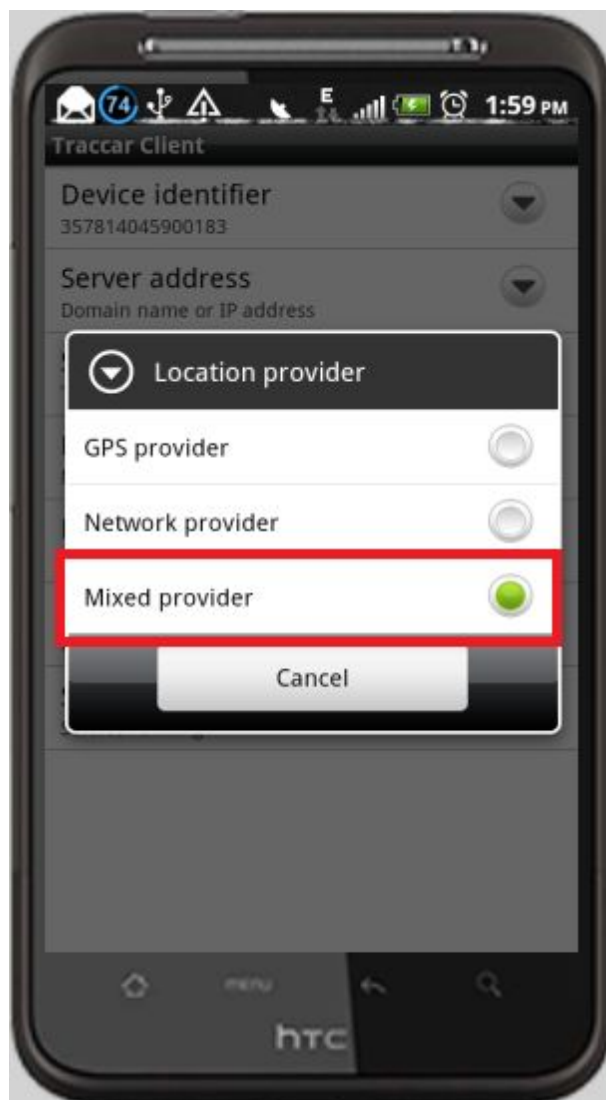 74
E
1:59 PM
Traccar Client
Device identifier
357814045900183
Server address
Domain name or IP address
Location provider
GPS provider
Network provider
Mixed provider
Cancel
menu
hTC